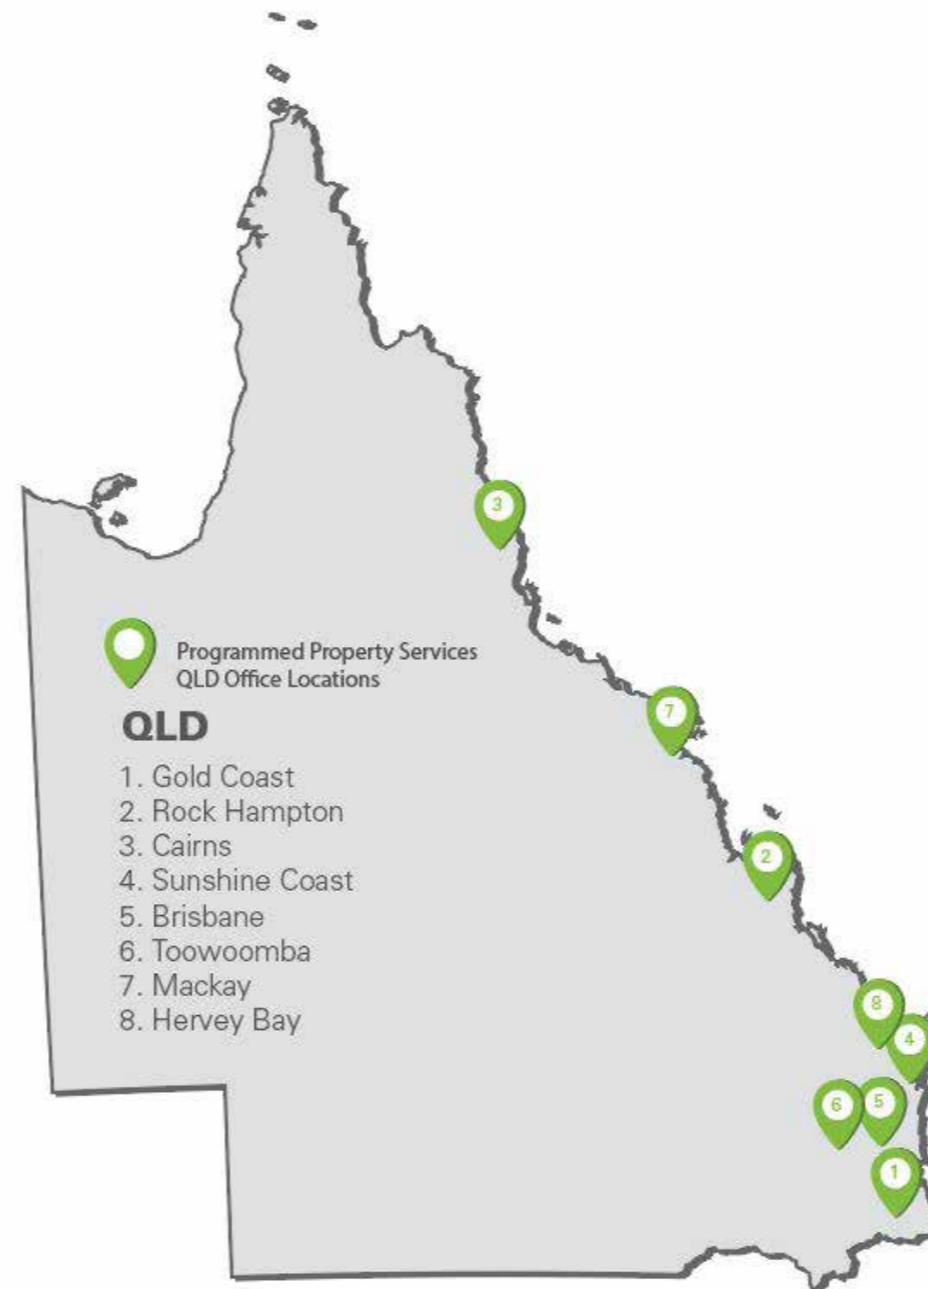 3
Programmed Property Services
QLD Office Locations
QLD
7
1. Gold Coast
2. Rock Hampton
3. Cairns
4. Sunshine Coast
5. Brisbane
6. Toowoomba
7. Mackay
8. Hervey Bay
2
8
4
6
5
1